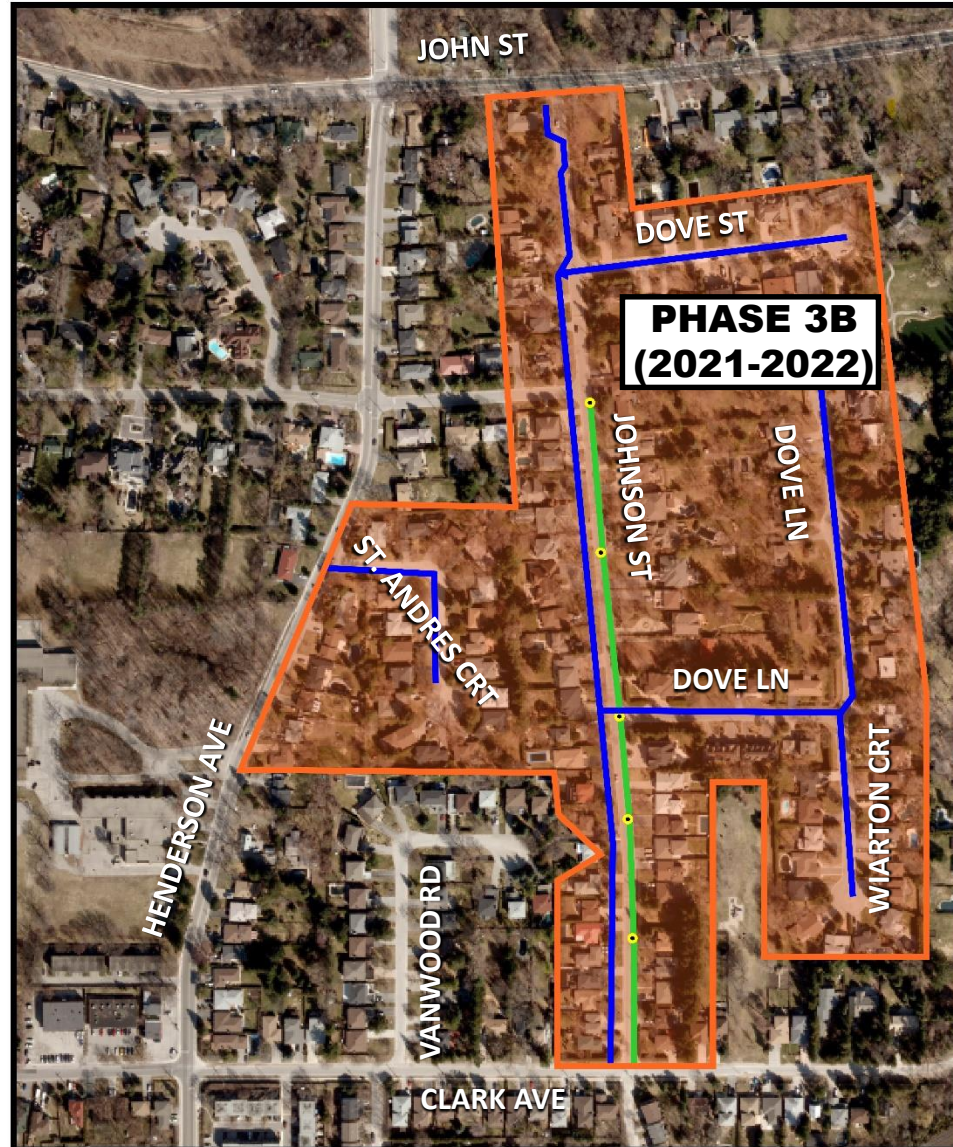 JOHN ST
DOVE ST
PHASE 3B
(2021-2022)
JOHNSON ST
DOVE LN
ST. ANDRES CRT
DOVE LN
HENDERSON AVE
WIARTON CRT
VANWOOD RD
CLARK AVE